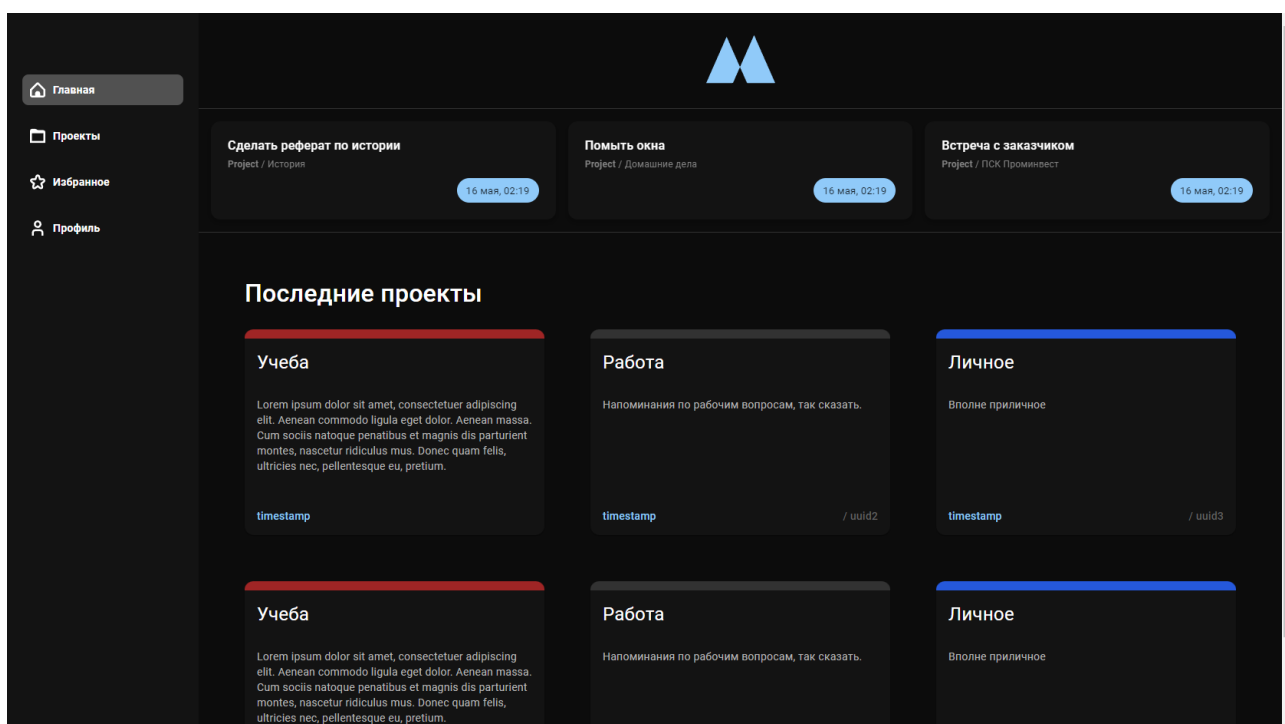 Главная
Проекты
Избранное
Профиль
Сделать реферат по истории
Project / История
16 мая, 02:19
Помыть окна
Project / Домашние дела
16 мая, 02:19
Встреча с заказчиком
Project / ПСК Проминвест
16 мая, 02:19
Последние проекты
Учеба
Lorem ipsum dolor sit amet, consectetuer adipiscing
elit. Aenean commodo ligula eget dolor. Aenean massa.
Cum sociis natoque penatibus et magnis dis parturient
montes, nascetur ridiculus mus. Donec quam felis,
ultricies nec, pellentesque eu, pretium.
timestamp
Работа
Напоминания по рабочим вопросам, так сказать.
timestamp / uuid2
Личное
Вполне приличное
timestamp / uuid3
Учеба
Lorem ipsum dolor sit amet, consectetuer adipiscing
elit. Aenean commodo ligula eget dolor. Aenean massa.
Cum sociis natoque penatibus et magnis dis parturient
montes, nascetur ridiculus mus. Donec quam felis,
ultricies nec, pellentesque eu, pretium.
Работа
Напоминания по рабочим вопросам, так сказать.
Личное
Вполне приличное